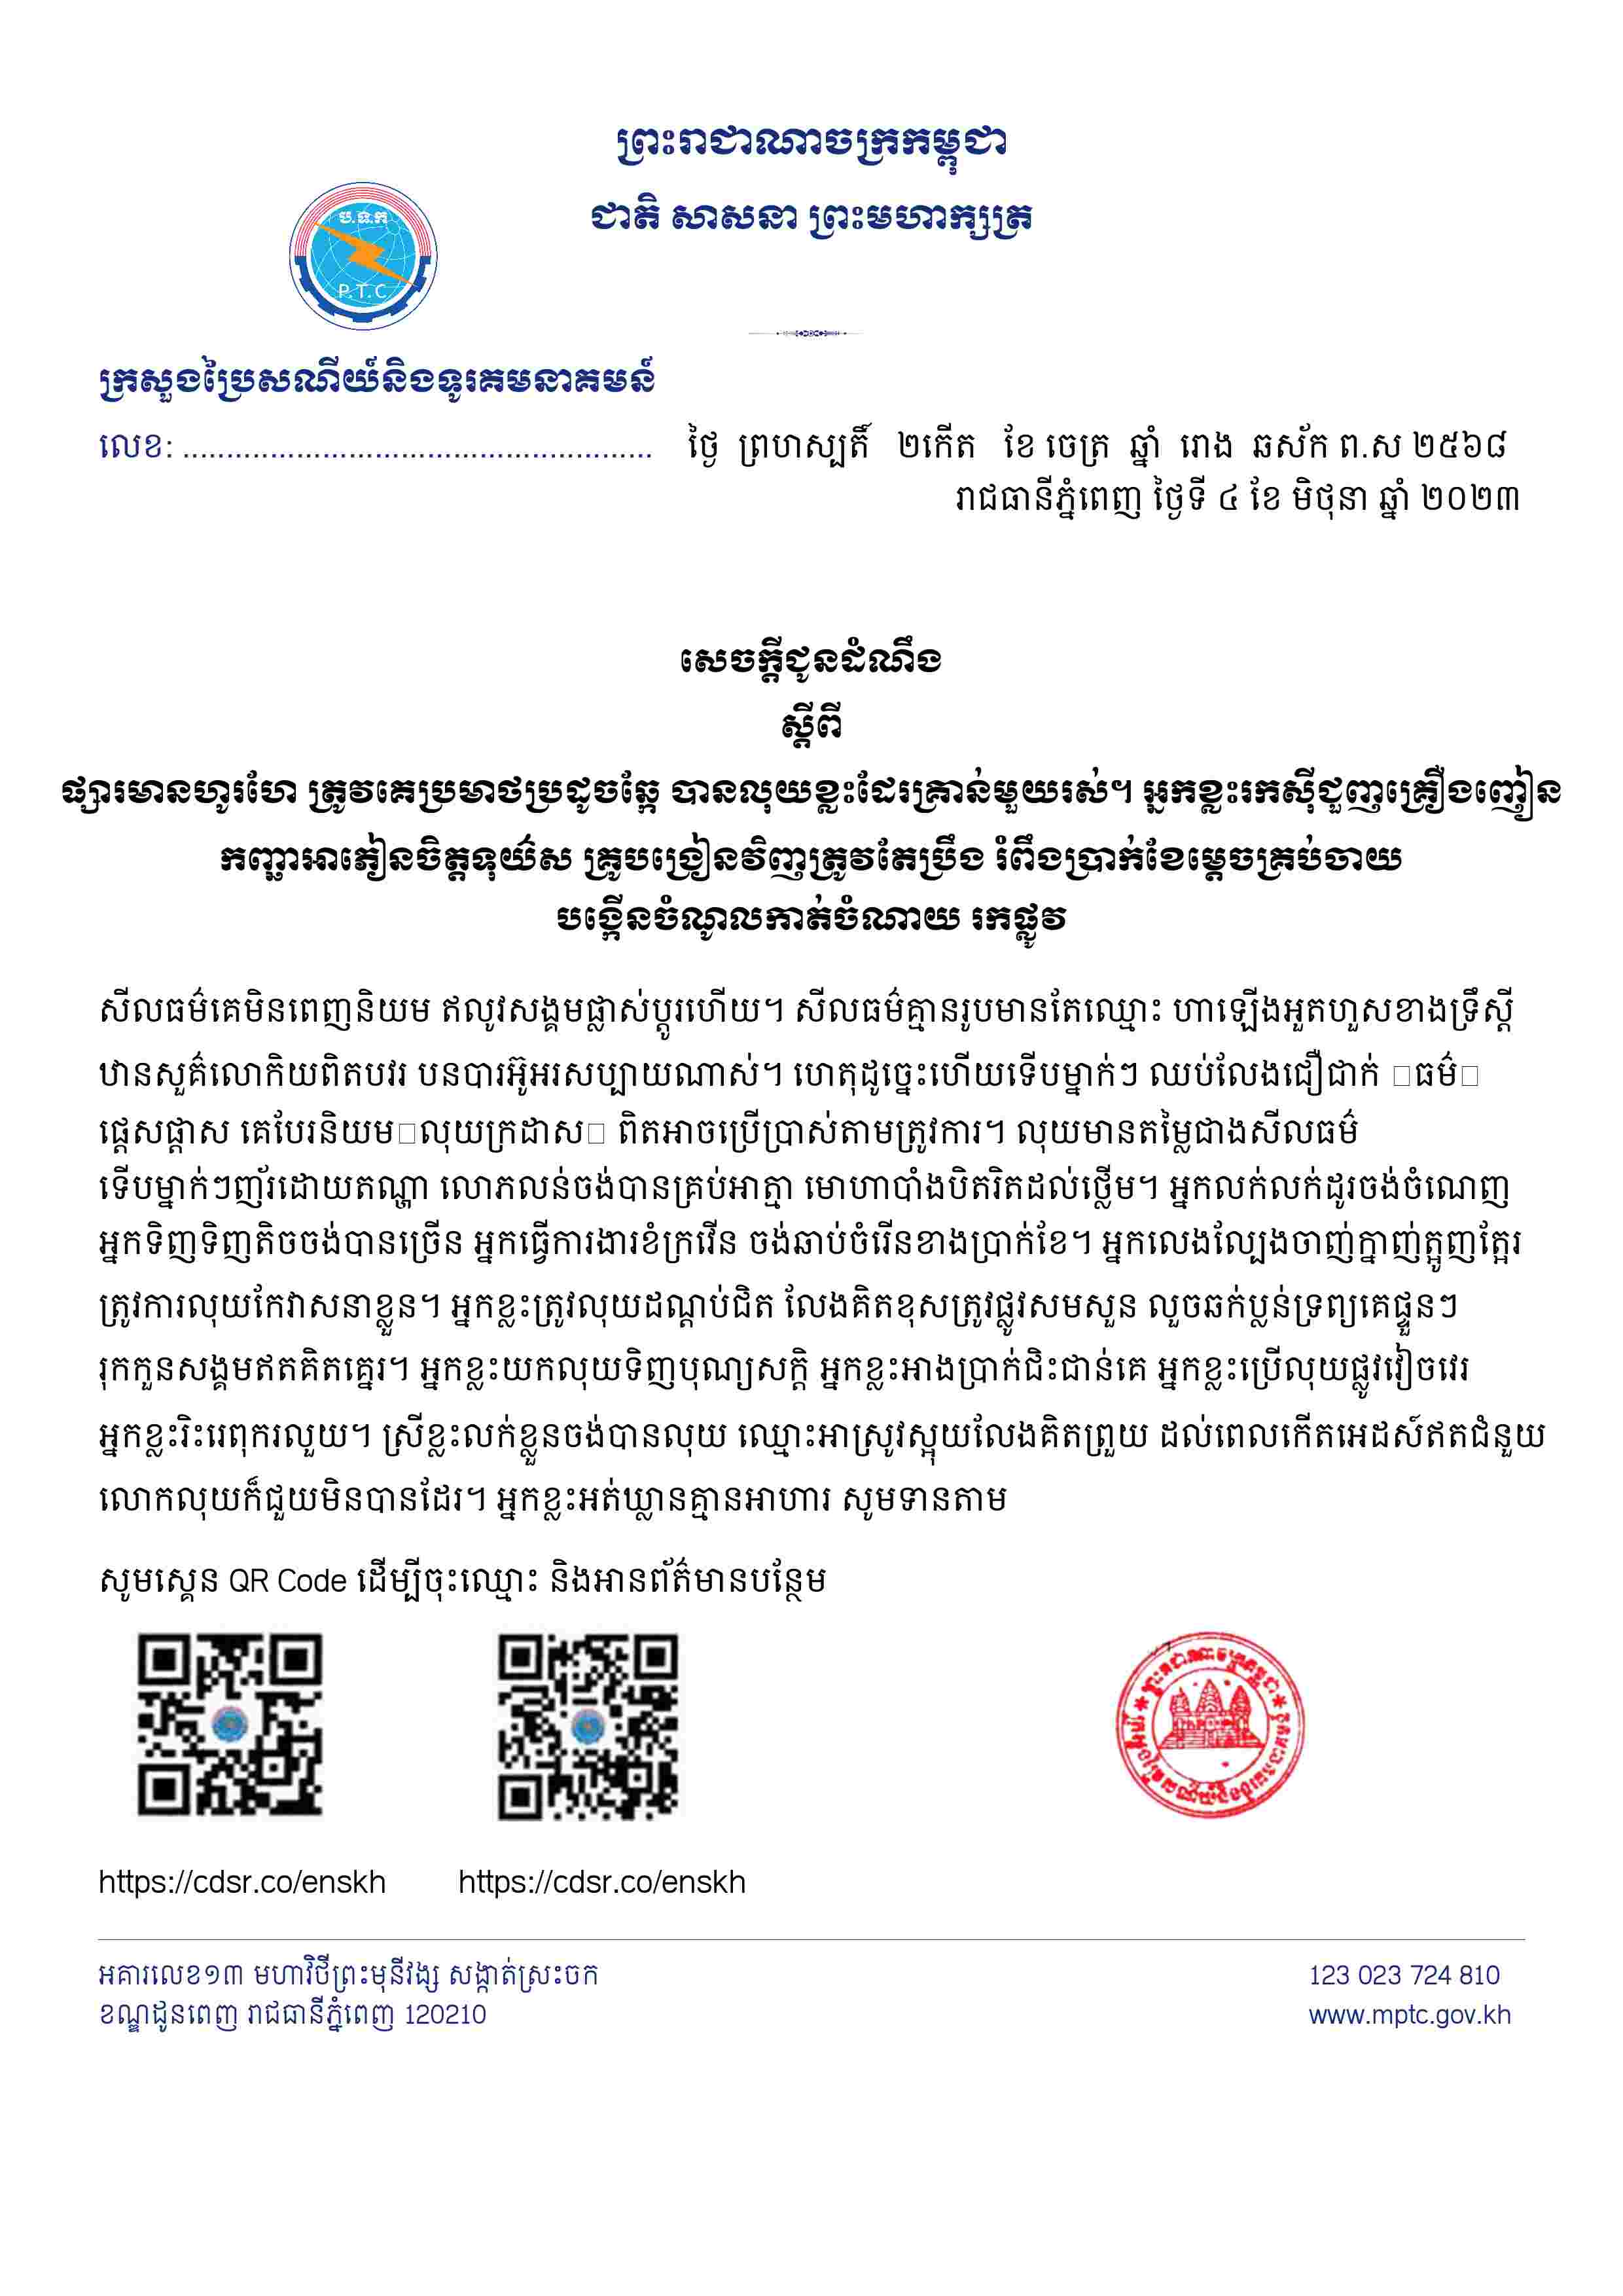 ព្រះរាជាណាចក្រកម្ពុជា
ជាតិ សាសនា ព្រះមហាក្សត្រ
ប.ទ.ក
P.T.C
ក្រសួងប្រៃសណីយ៍និងទូរគមនាគមន៍
លេខ: ......................................................
ថ្ងៃ ព្រហស្បតិ៍ ២កើត ខែ ចេត្រ ឆ្នាំ រោង ឆស័ក ព.ស ២៥៦៨
រាជធានីភ្នំពេញ ថ្ងៃទី ៤ ខែ មិថុនា ឆ្នាំ ២០២៣
សេចក្តីជូនដំណឹង
ស្តីពី
ផ្សារមានហូរហែ ត្រូវគេប្រមាថប្រដូចឆ្កែ បានលុយខ្លះដែរគ្រាន់មួយរស់។ អ្នកខ្លះរកស៊ីជួញគ្រឿងញៀន
កញ្ឆាអាភៀនចិត្តទុយ៌ស គ្រូបង្រៀនវិញត្រូវតែប្រឹង រំពឹងប្រាក់ខែម្តេចគ្រប់ចាយ
បង្កើនចំណូលកាត់ចំណាយ រកផ្លូវ
សីលធម៌គេមិនពេញនិយម ឥលូវសង្គមផ្លាស់ប្តូរហើយ។ សីលធម៌គ្មានរូបមានតែឈ្មោះ ហាឡើងអួតហួសខាងទ្រឹស្តី
ឋានសួគ៌លោកិយពិតបវរ បនបារអ៊ូអរសប្បាយណាស់។ ហេតុដូច្នេះហើយទើបម្នាក់ៗ ឈប់លែងជឿជាក់ ធម៌
ផ្តេសផ្តាស គេបែរនិយមលុយក្រដាស ពិតអាចប្រើប្រាស់តាមត្រូវការ។ លុយមានតម្លៃជាងសីលធម៌
ទើបម្នាក់ៗញ័រដោយតណ្ហា លោភលន់ចង់បានគ្រប់អាត្មា មោហាបាំងបិតរិតដល់ថ្លើម។ អ្នកលក់លក់ដូរចង់ចំណេញ
អ្នកទិញទិញតិចចង់បានច្រើន អ្នកធ្វើការងារខំក្រវើន ចង់ឆាប់ចំរើនខាងប្រាក់ខែ។ អ្នកលេងល្បែងចាញ់ក្នាញ់ត្អូញត្អែរ
ត្រូវការលុយកែវាសនាខ្លួន។ អ្នកខ្លះត្រូវលុយដណ្តប់ជិត លែងគិតខុសត្រូវផ្លូវសមសួន លួចឆក់ប្លន់ទ្រព្យគេផ្ទួនៗ
រុកកួនសង្គមឥតគិតគ្នេរ។ អ្នកខ្លះយកលុយទិញបុណ្យសក្តិ អ្នកខ្លះអាងប្រាក់ជិះជាន់គេ អ្នកខ្លះប្រើលុយផ្លូវវៀចវេរ
អ្នកខ្លះរិះរេពុករលួយ។ ស្រីខ្លះលក់ខ្លួនចង់បានលុយ ឈ្មោះអាស្រូវស្អុយលែងគិតព្រួយ ដល់ពេលកើតអេដស៍ឥតជំនួយ
លោកលុយក៏ជួយមិនបានដែរ។ អ្នកខ្លះអត់ឃ្លានគ្មានអាហារ សូមទានតាម
សូមស្គេន QR Code ដើម្បីចុះឈ្មោះ និងអានព័ត៌មានបន្ថែម
https://cdsr.co/enskh https://cdsr.co/enskh
អគារលេខ១៣ មហាវិថីព្រះមុនីវង្ស សង្កាត់ស្រះចក
ខណ្ឌដូនពេញ រាជធានីភ្នំពេញ 120210
123 023 724 810
www.mptc.gov.kh